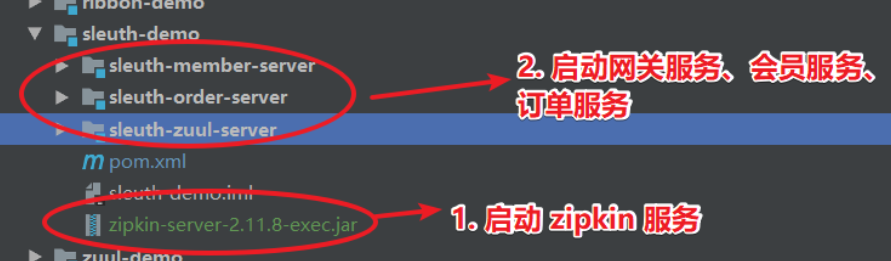 ribbon-demo
sleuth-demo
sleuth-member-server
2. 启动网关服务、会员服务、
sleuth-order-server
订单服务
sleuth-zuul-server
m pom.xml
sleuth-demo.iml
zipkin-server-2.11.8-exec.jar
1. 启动 zipkin 服务
zuul-demo